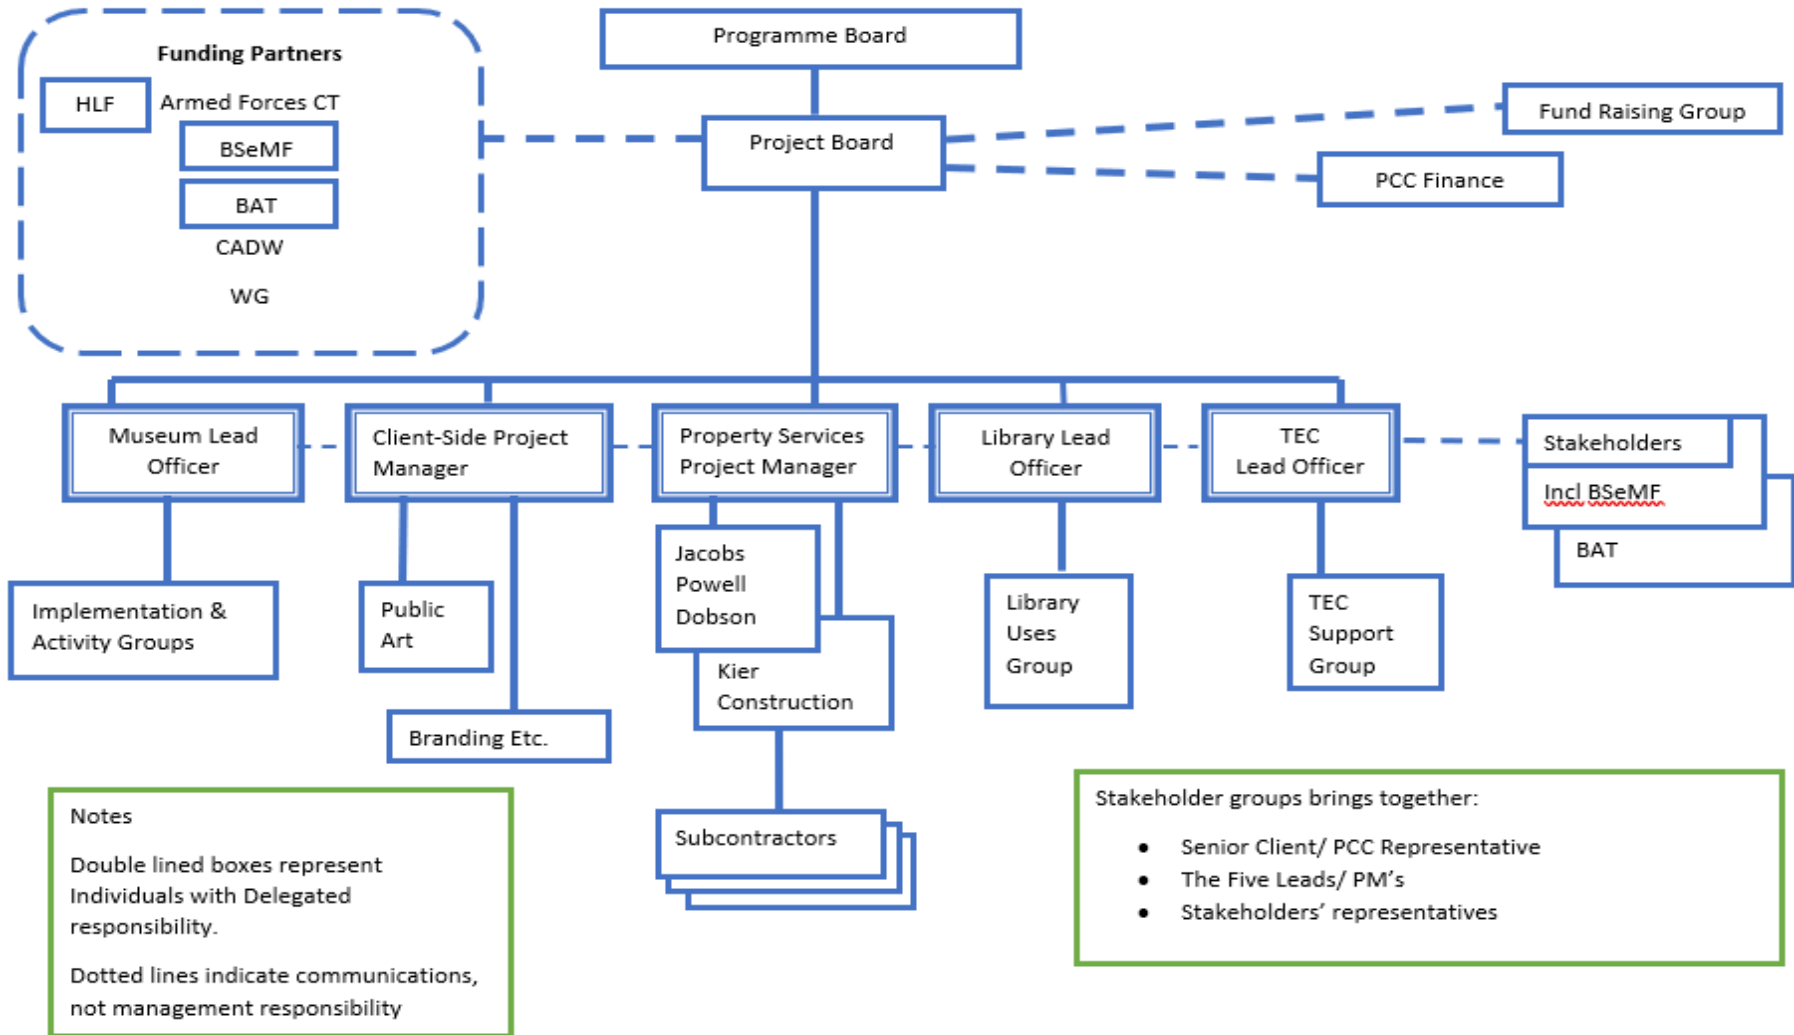 Funding Partners
HLF
Armed Forces CT
BSeMF
BAT
CADW
WG
Programme Board
Project Board
Fund Raising Group
PCC Finance
Museum Lead
Officer
Client-Side Project
Manager
Property Services
Project Manager
Library Lead
Officer
TEC
Lead Officer
Stakeholders
Incl BSeMF
BAT
Implementation &
Activity Groups
Public
Art
Branding Etc.
Jacobs
Powell
Dobson
Kier
Construction
Subcontractors
Library
Uses
Group
TEC
Support
Group
Notes
Double lined boxes represent
Individuals with Delegated
responsibility.
Dotted lines indicate communications,
not management responsibility
Stakeholder groups brings together:
• Senior Client/ PCC Representative
• The Five Leads/ PM's
• Stakeholders' representatives